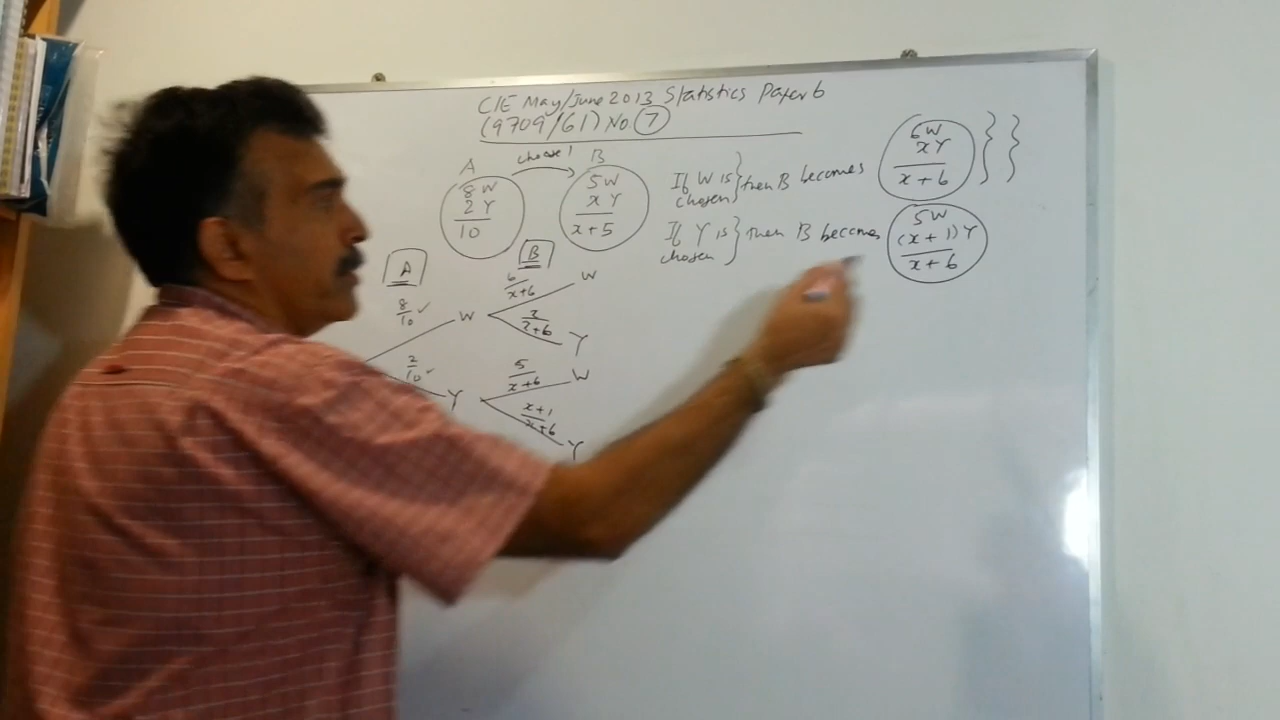 CIE May/June 2013 Statistics Paper 6
(9709/61) No 7
A choose 1 B
8 W
2 Y
10
5 W
x Y
x + 5
If W is chosen } then B becomes
6 W
x Y
x + 6
If Y is chosen } then B becomes
5 W
(x + 1) Y
x + 6
A B
8/10 ✓ W 6/x+6 W
x/x+6 Y
2/10 ✓ Y 5/x+6 W
x+1/x+6 Y